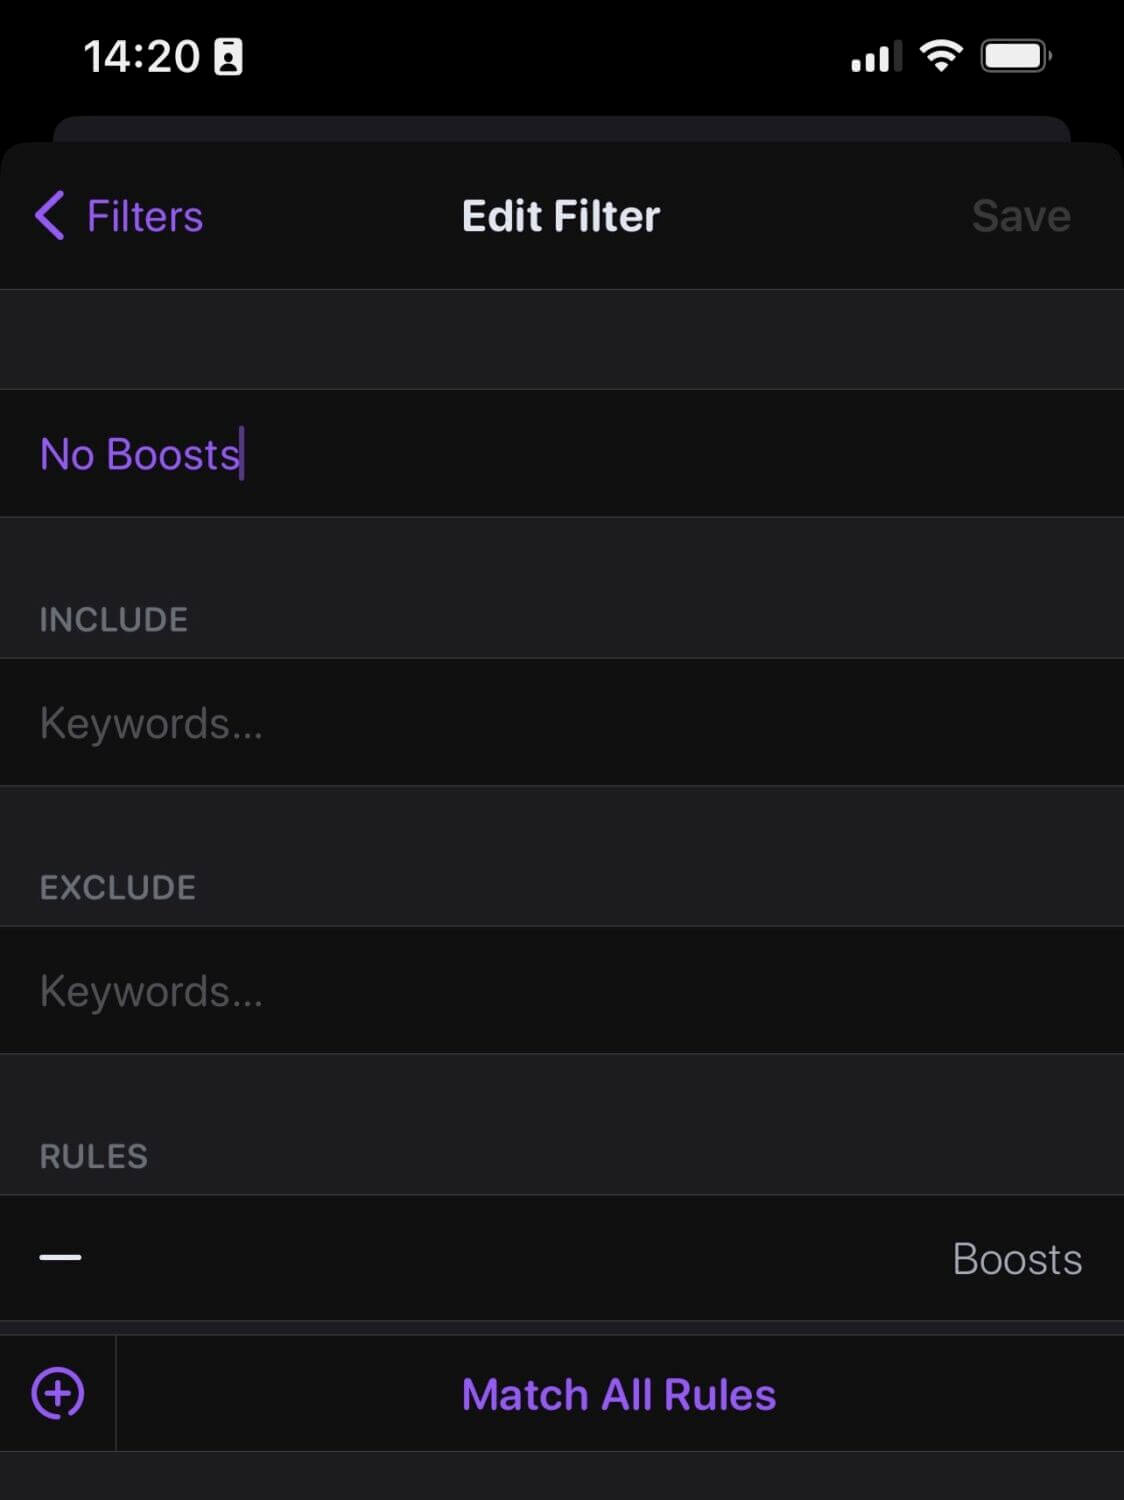 14:20
Filters
Edit Filter
Save
No Boosts
INCLUDE
Keywords...
EXCLUDE
Keywords...
RULES
Boosts
Match All Rules